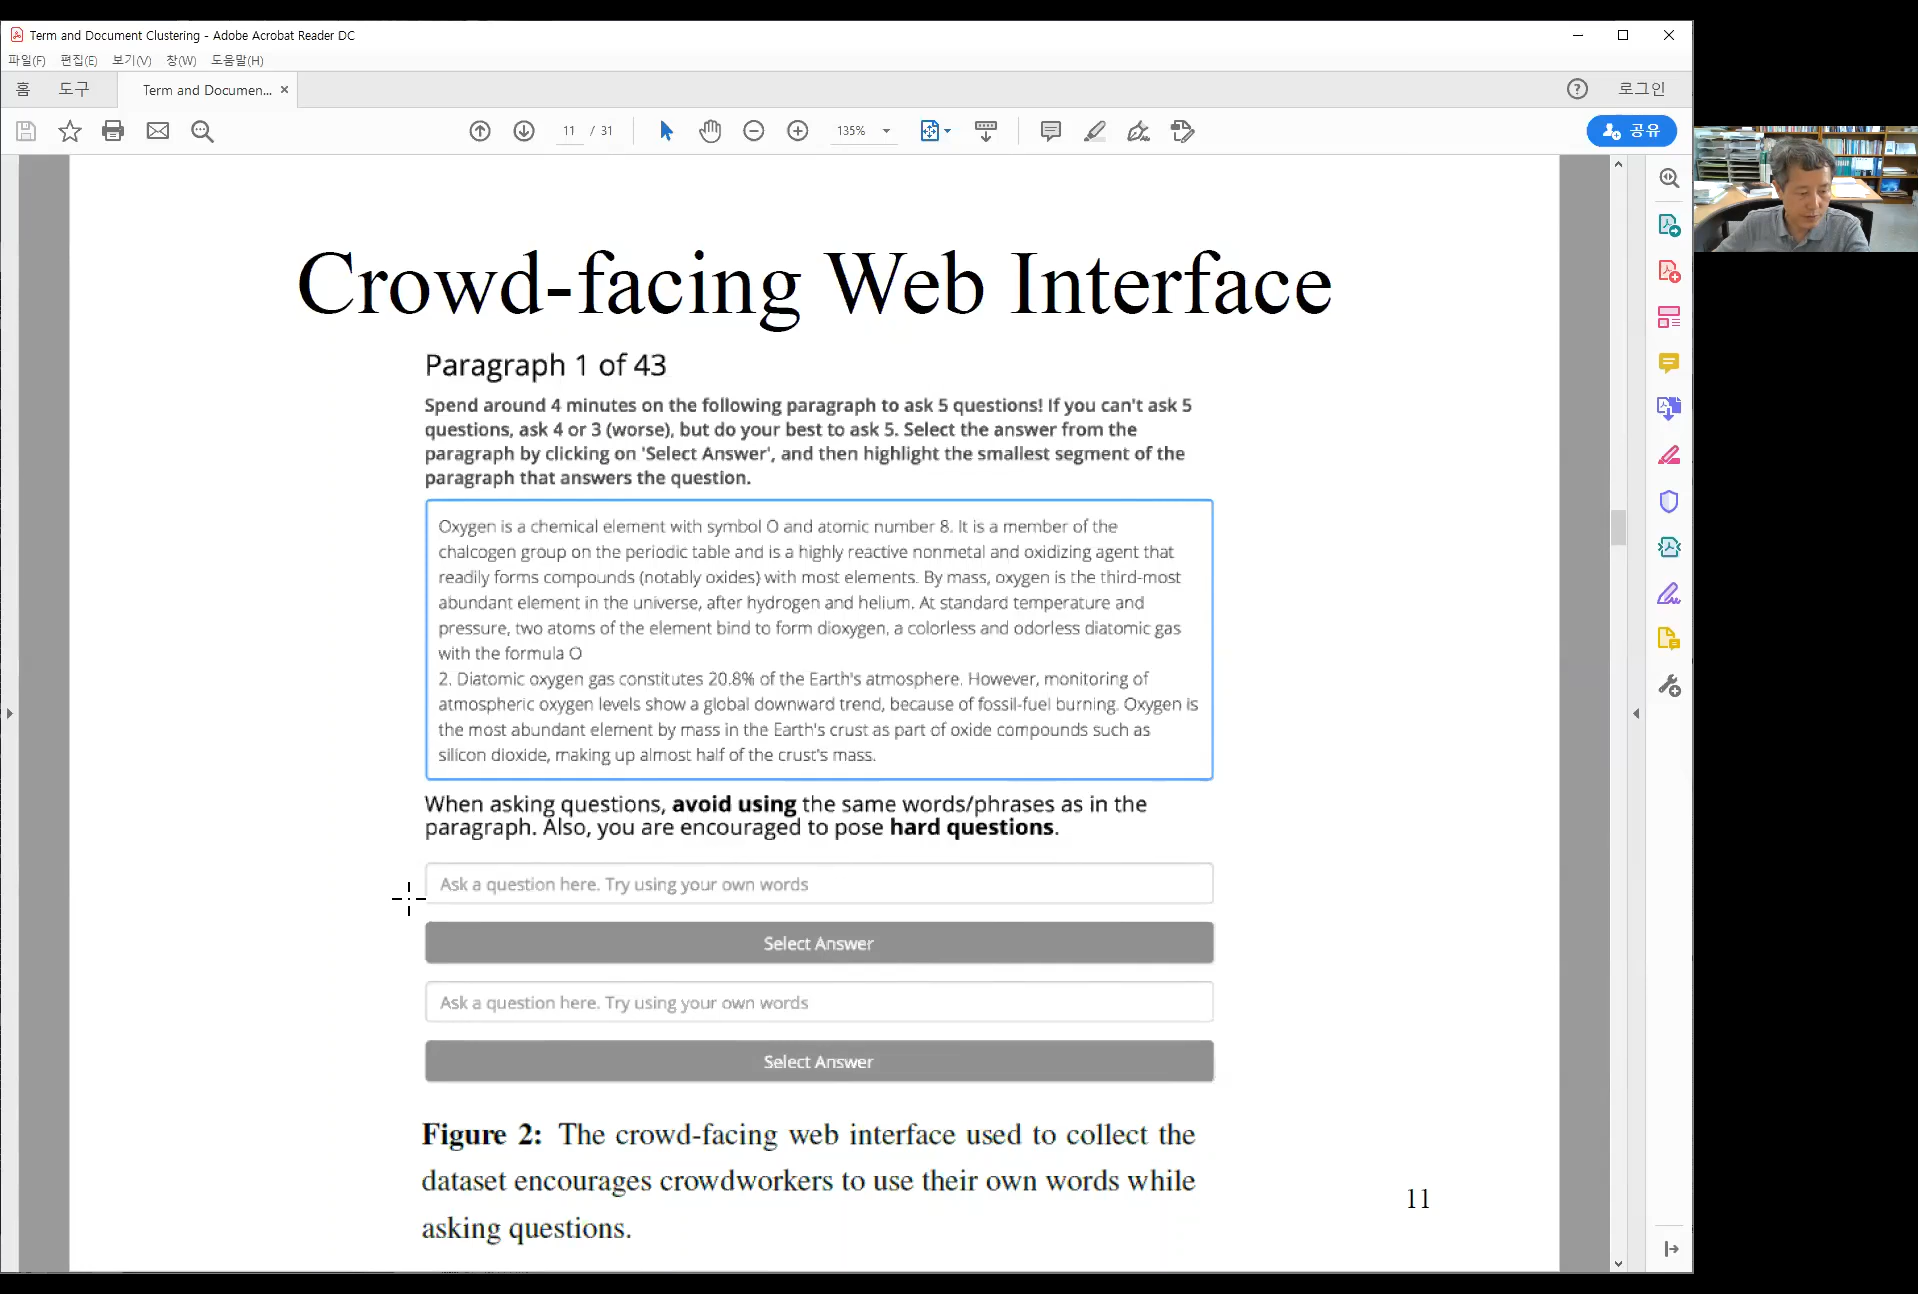 Term and Document Clustering - Adobe Acrobat Reader DC
파일(F) 편집(E) 보기(V) 창(W) 도움말(H)
홈 도구 Term and Documen... 로그인
11 / 31 135% 공유
Crowd-facing Web Interface
Paragraph 1 of 43
Spend around 4 minutes on the following paragraph to ask 5 questions! If you can't ask 5
questions, ask 4 or 3 (worse), but do your best to ask 5. Select the answer from the
paragraph by clicking on 'Select Answer', and then highlight the smallest segment of the
paragraph that answers the question.
Oxygen is a chemical element with symbol O and atomic number 8. It is a member of the
chalcogen group on the periodic table and is a highly reactive nonmetal and oxidizing agent that
readily forms compounds (notably oxides) with most elements. By mass, oxygen is the third-most
abundant element in the universe, after hydrogen and helium. At standard temperature and
pressure, two atoms of the element bind to form dioxygen, a colorless and odorless diatomic gas
with the formula O
2. Diatomic oxygen gas constitutes 20.8% of the Earth's atmosphere. However, monitoring of
atmospheric oxygen levels show a global downward trend, because of fossil-fuel burning. Oxygen is
the most abundant element by mass in the Earth's crust as part of oxide compounds such as
silicon dioxide, making up almost half of the crust's mass.
When asking questions, avoid using the same words/phrases as in the
paragraph. Also, you are encouraged to pose hard questions.
Ask a question here. Try using your own words
Select Answer
Ask a question here. Try using your own words
Select Answer
Figure 2: The crowd-facing web interface used to collect the
dataset encourages crowdworkers to use their own words while
asking questions.
11